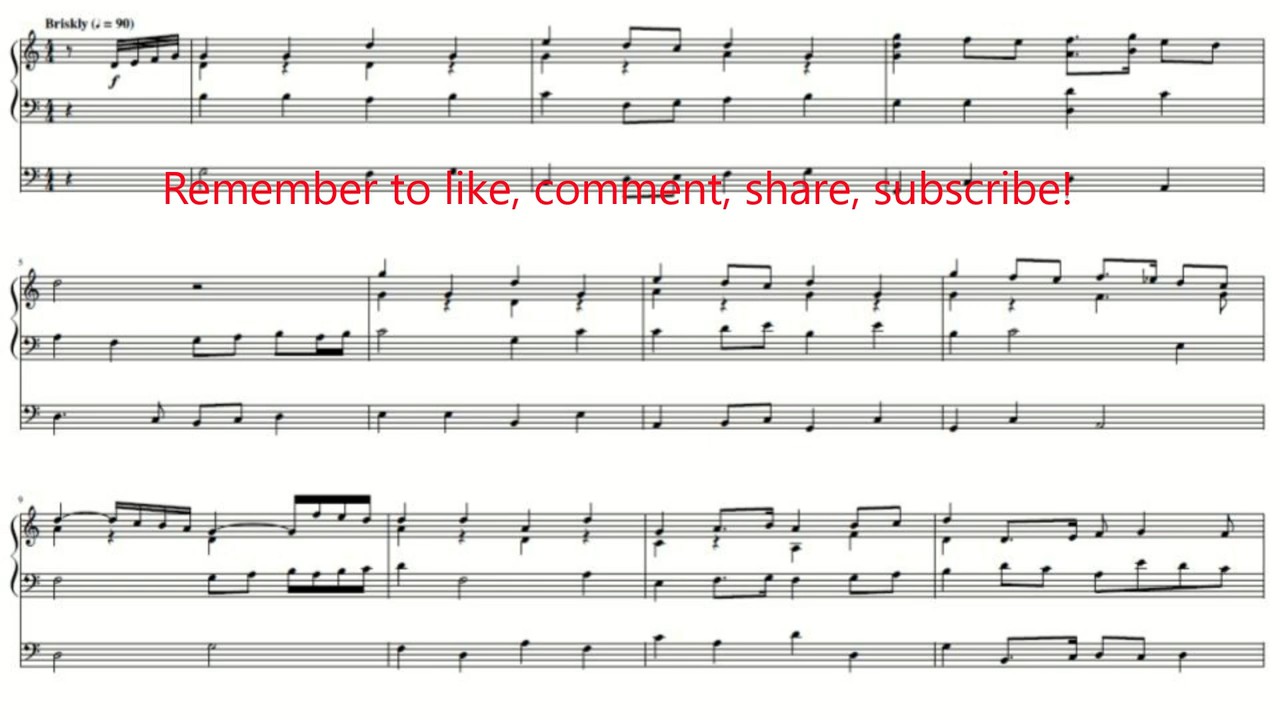 Briskly (♩ = 90)
f
Remember to like, comment, share, subscribe!
5
9